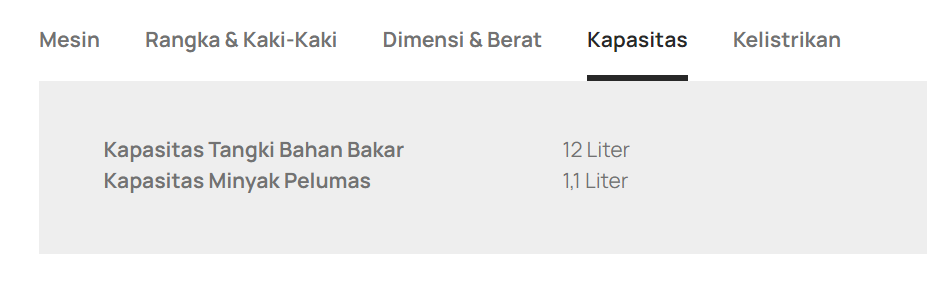 Mesin Rangka & Kaki-Kaki Dimensi & Berat Kapasitas Kelistrikan
Kapasitas Tangki Bahan Bakar 12 Liter
Kapasitas Minyak Pelumas 1,1 Liter